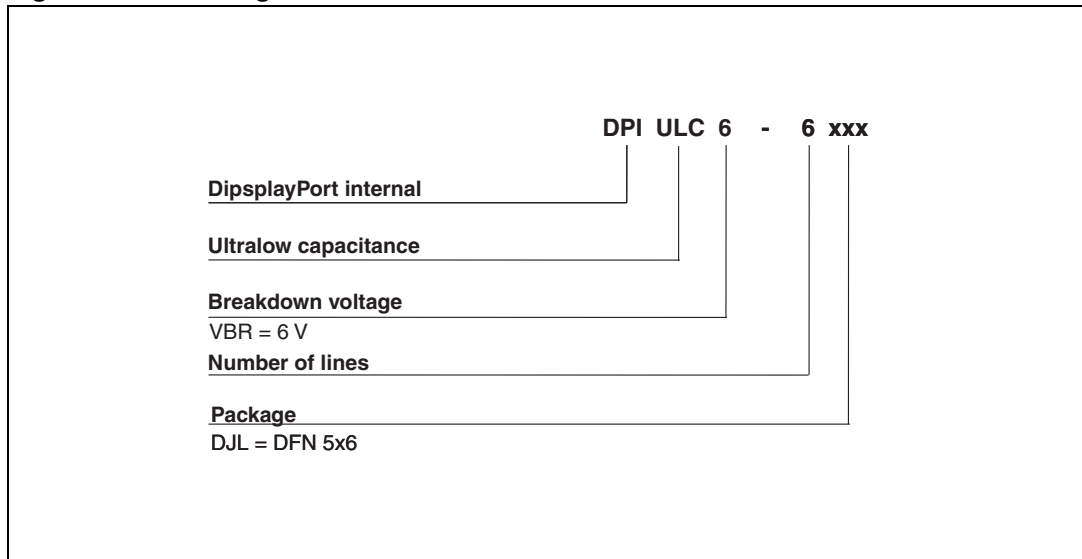 DPI ULC 6 - 6 xxx
DipsplayPort internal
Ultralow capacitance
Breakdown voltage
VBR = 6 V
Number of lines
Package
DJL = DFN 5x6